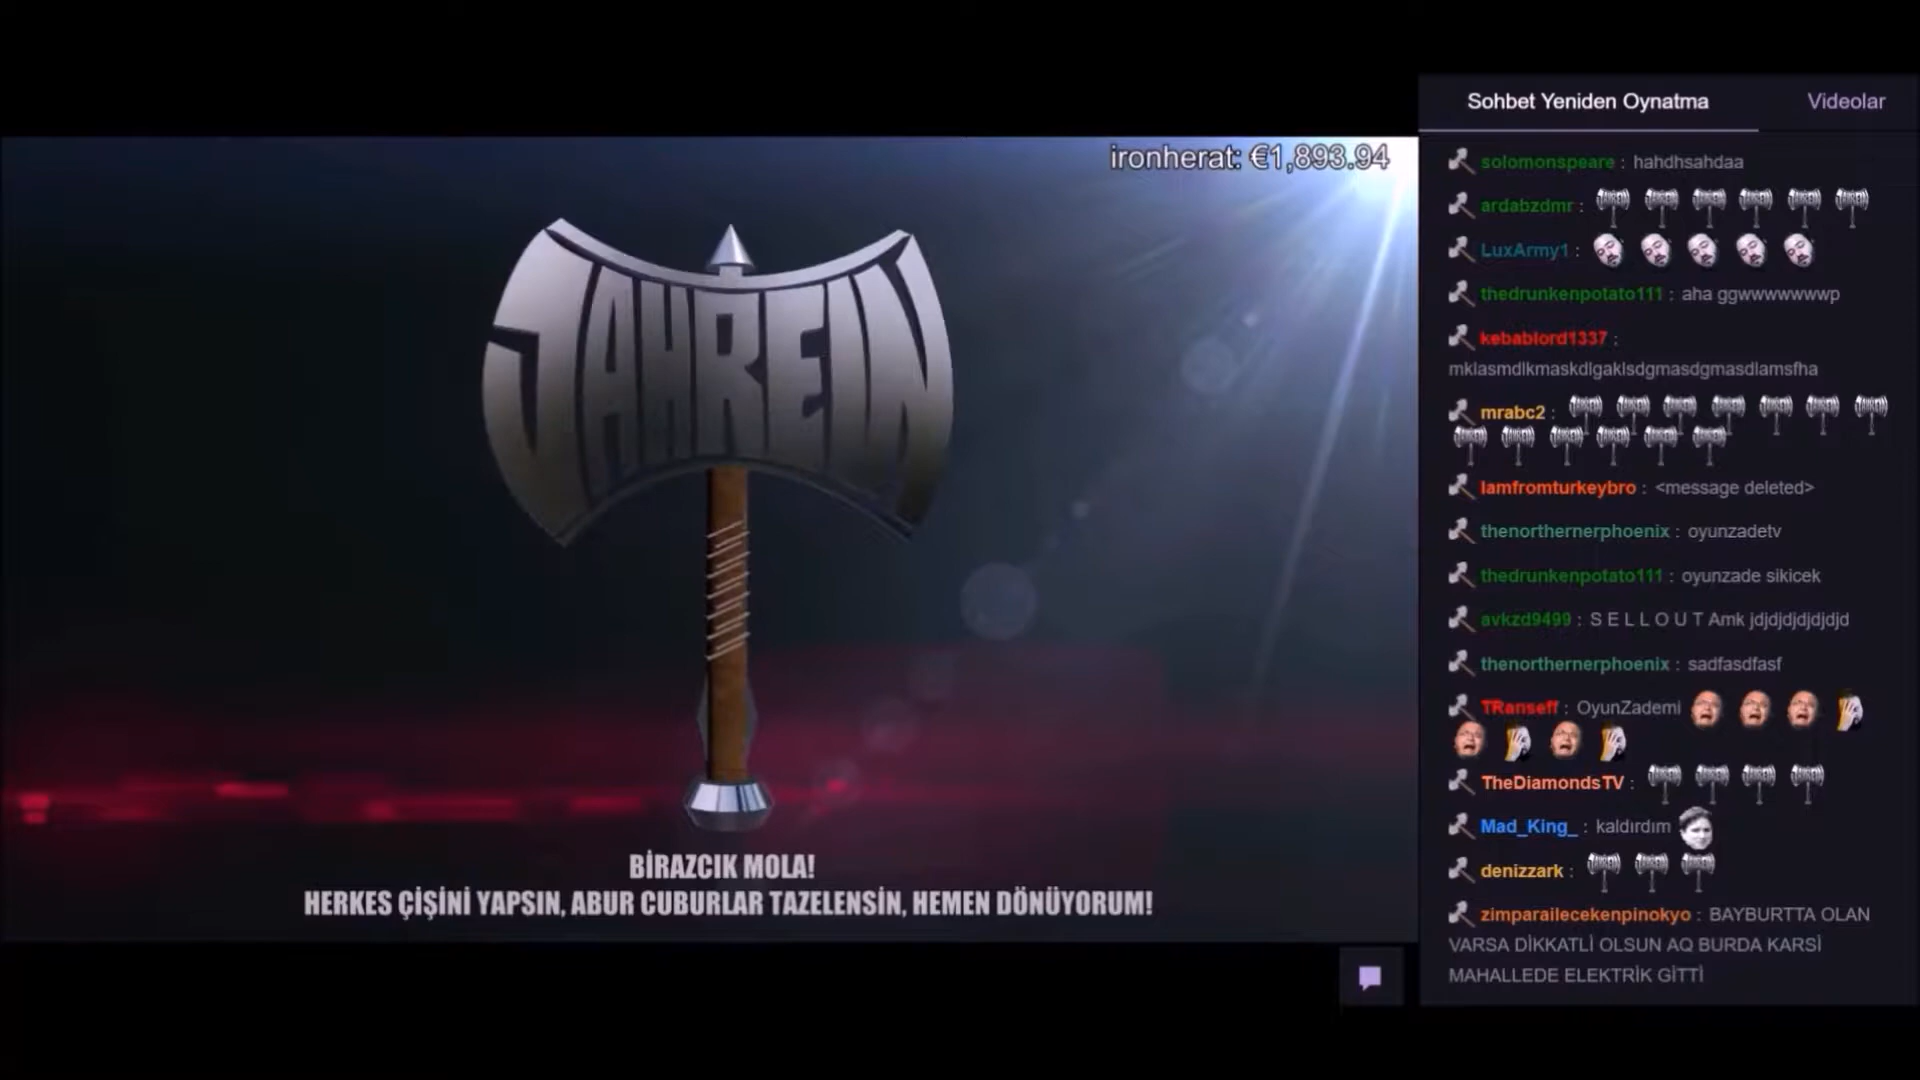 Sohbet Yeniden Oynatma
Videolar
ironherat: €1,893.94
JAHREIN
BİRAZCIK MOLA!
HERKES ÇİŞİNİ YAPSIN, ABUR CUBURLAR TAZELENSİN, HEMEN DÖNÜYORUM!
solomonspeare : hahdhsahdaa
ardabzdmr :
LuxArmy1 :
thedrunkenpotato111 : aha ggwwwwwwwp
kebablord1337 :
mklasmdlkmaskdlgaklsdgmasdgmasdlamsfha
mrabc2 :
Iamfromturkeybro : <message deleted>
thenorthernerphoenix : oyunzadetv
thedrunkenpotato111 : oyunzade sikicek
avkzd9499 : S E L L O U T Amk jdjdjdjdjdjdjd
thenorthernerphoenix : sadfasdfasf
TRanseff : OyunZademi
TheDiamondsTV :
Mad_King_ : kaldırdım
denizzark :
zimparailecekenpinokyo : BAYBURTTA OLAN
VARSA DİKKATLİ OLSUN AQ BURDA KARSİ
MAHALLEDE ELEKTRİK GİTTİ